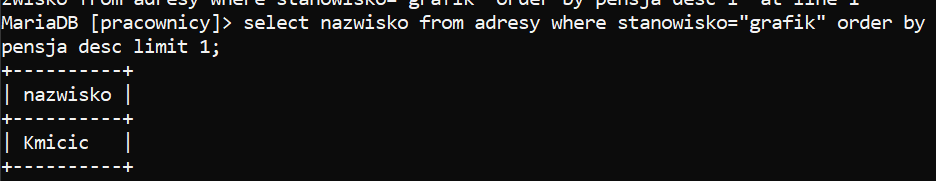 zwisko from adresy where stanowisko="grafik" order by pensja desc 1' at line 1
MariaDB [pracownicy]> select nazwisko from adresy where stanowisko="grafik" order by
pensja desc limit 1;
+----------+
| nazwisko |
+----------+
| Kmicic   |
+----------+